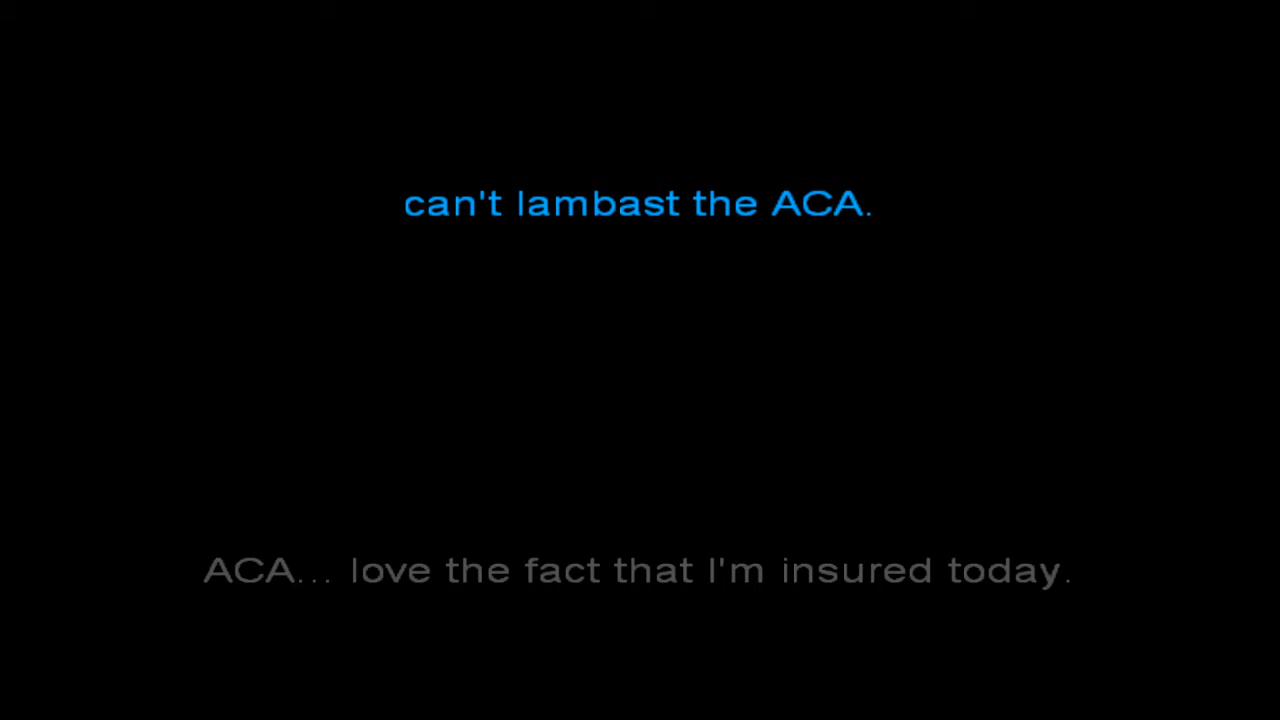 can't lambast the ACA.
ACA... love the fact that I'm insured today.